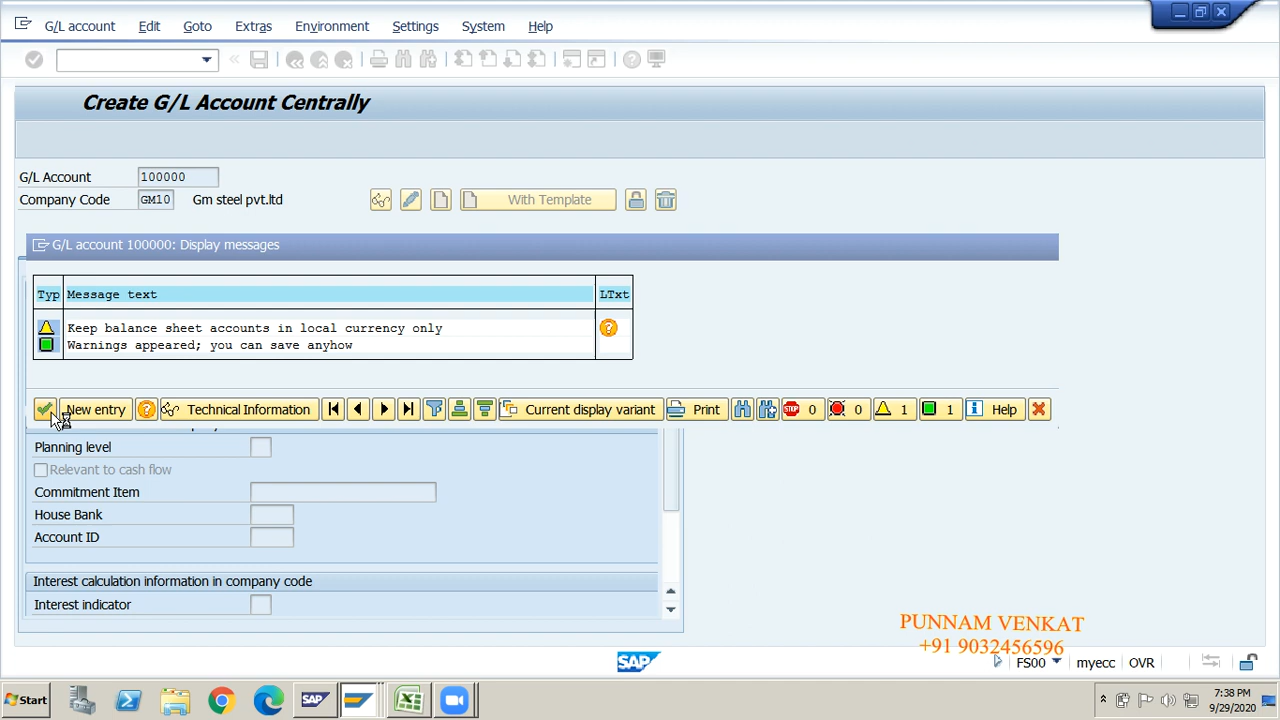 G/L account Edit Goto Extras Environment Settings System Help
Create G/L Account Centrally
G/L Account 100000
Company Code GM10 Gm steel pvt.ltd With Template
G/L account 100000: Display messages
Typ Message text LTxt
Keep balance sheet accounts in local currency only
Warnings appeared; you can save anyhow
New entry Technical Information Current display variant Print STOP 0 0 1 1 Help
Planning level
Relevant to cash flow
Commitment Item
House Bank
Account ID
Interest calculation information in company code
Interest indicator
PUNNAM VENKAT
+91 9032456596
SAP FS00 myecc OVR
Start SAP 7:38 PM
9/29/2020